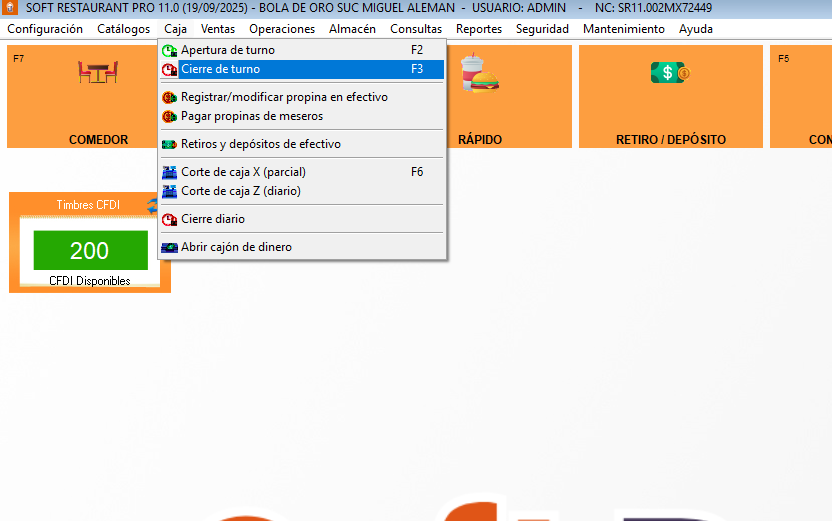 SOFT RESTAURANT PRO 11.0 (19/09/2025) - BOLA DE ORO SUC MIGUEL ALEMAN - USUARIO: ADMIN - NC: SR11.002MX72449
Configuración Catálogos Caja Ventas Operaciones Almacén Consultas Reportes Seguridad Mantenimiento Ayuda
F7
COMEDOR
Apertura de turno F2
Cierre de turno F3
Registrar/modificar propina en efectivo
Pagar propinas de meseros
Retiros y depósitos de efectivo
Corte de caja X (parcial) F6
Corte de caja Z (diario)
Cierre diario
Abrir cajón de dinero
RÁPIDO
RETIRO / DEPÓSITO
F5
CON
Timbres CFDI
200
CFDI Disponibles